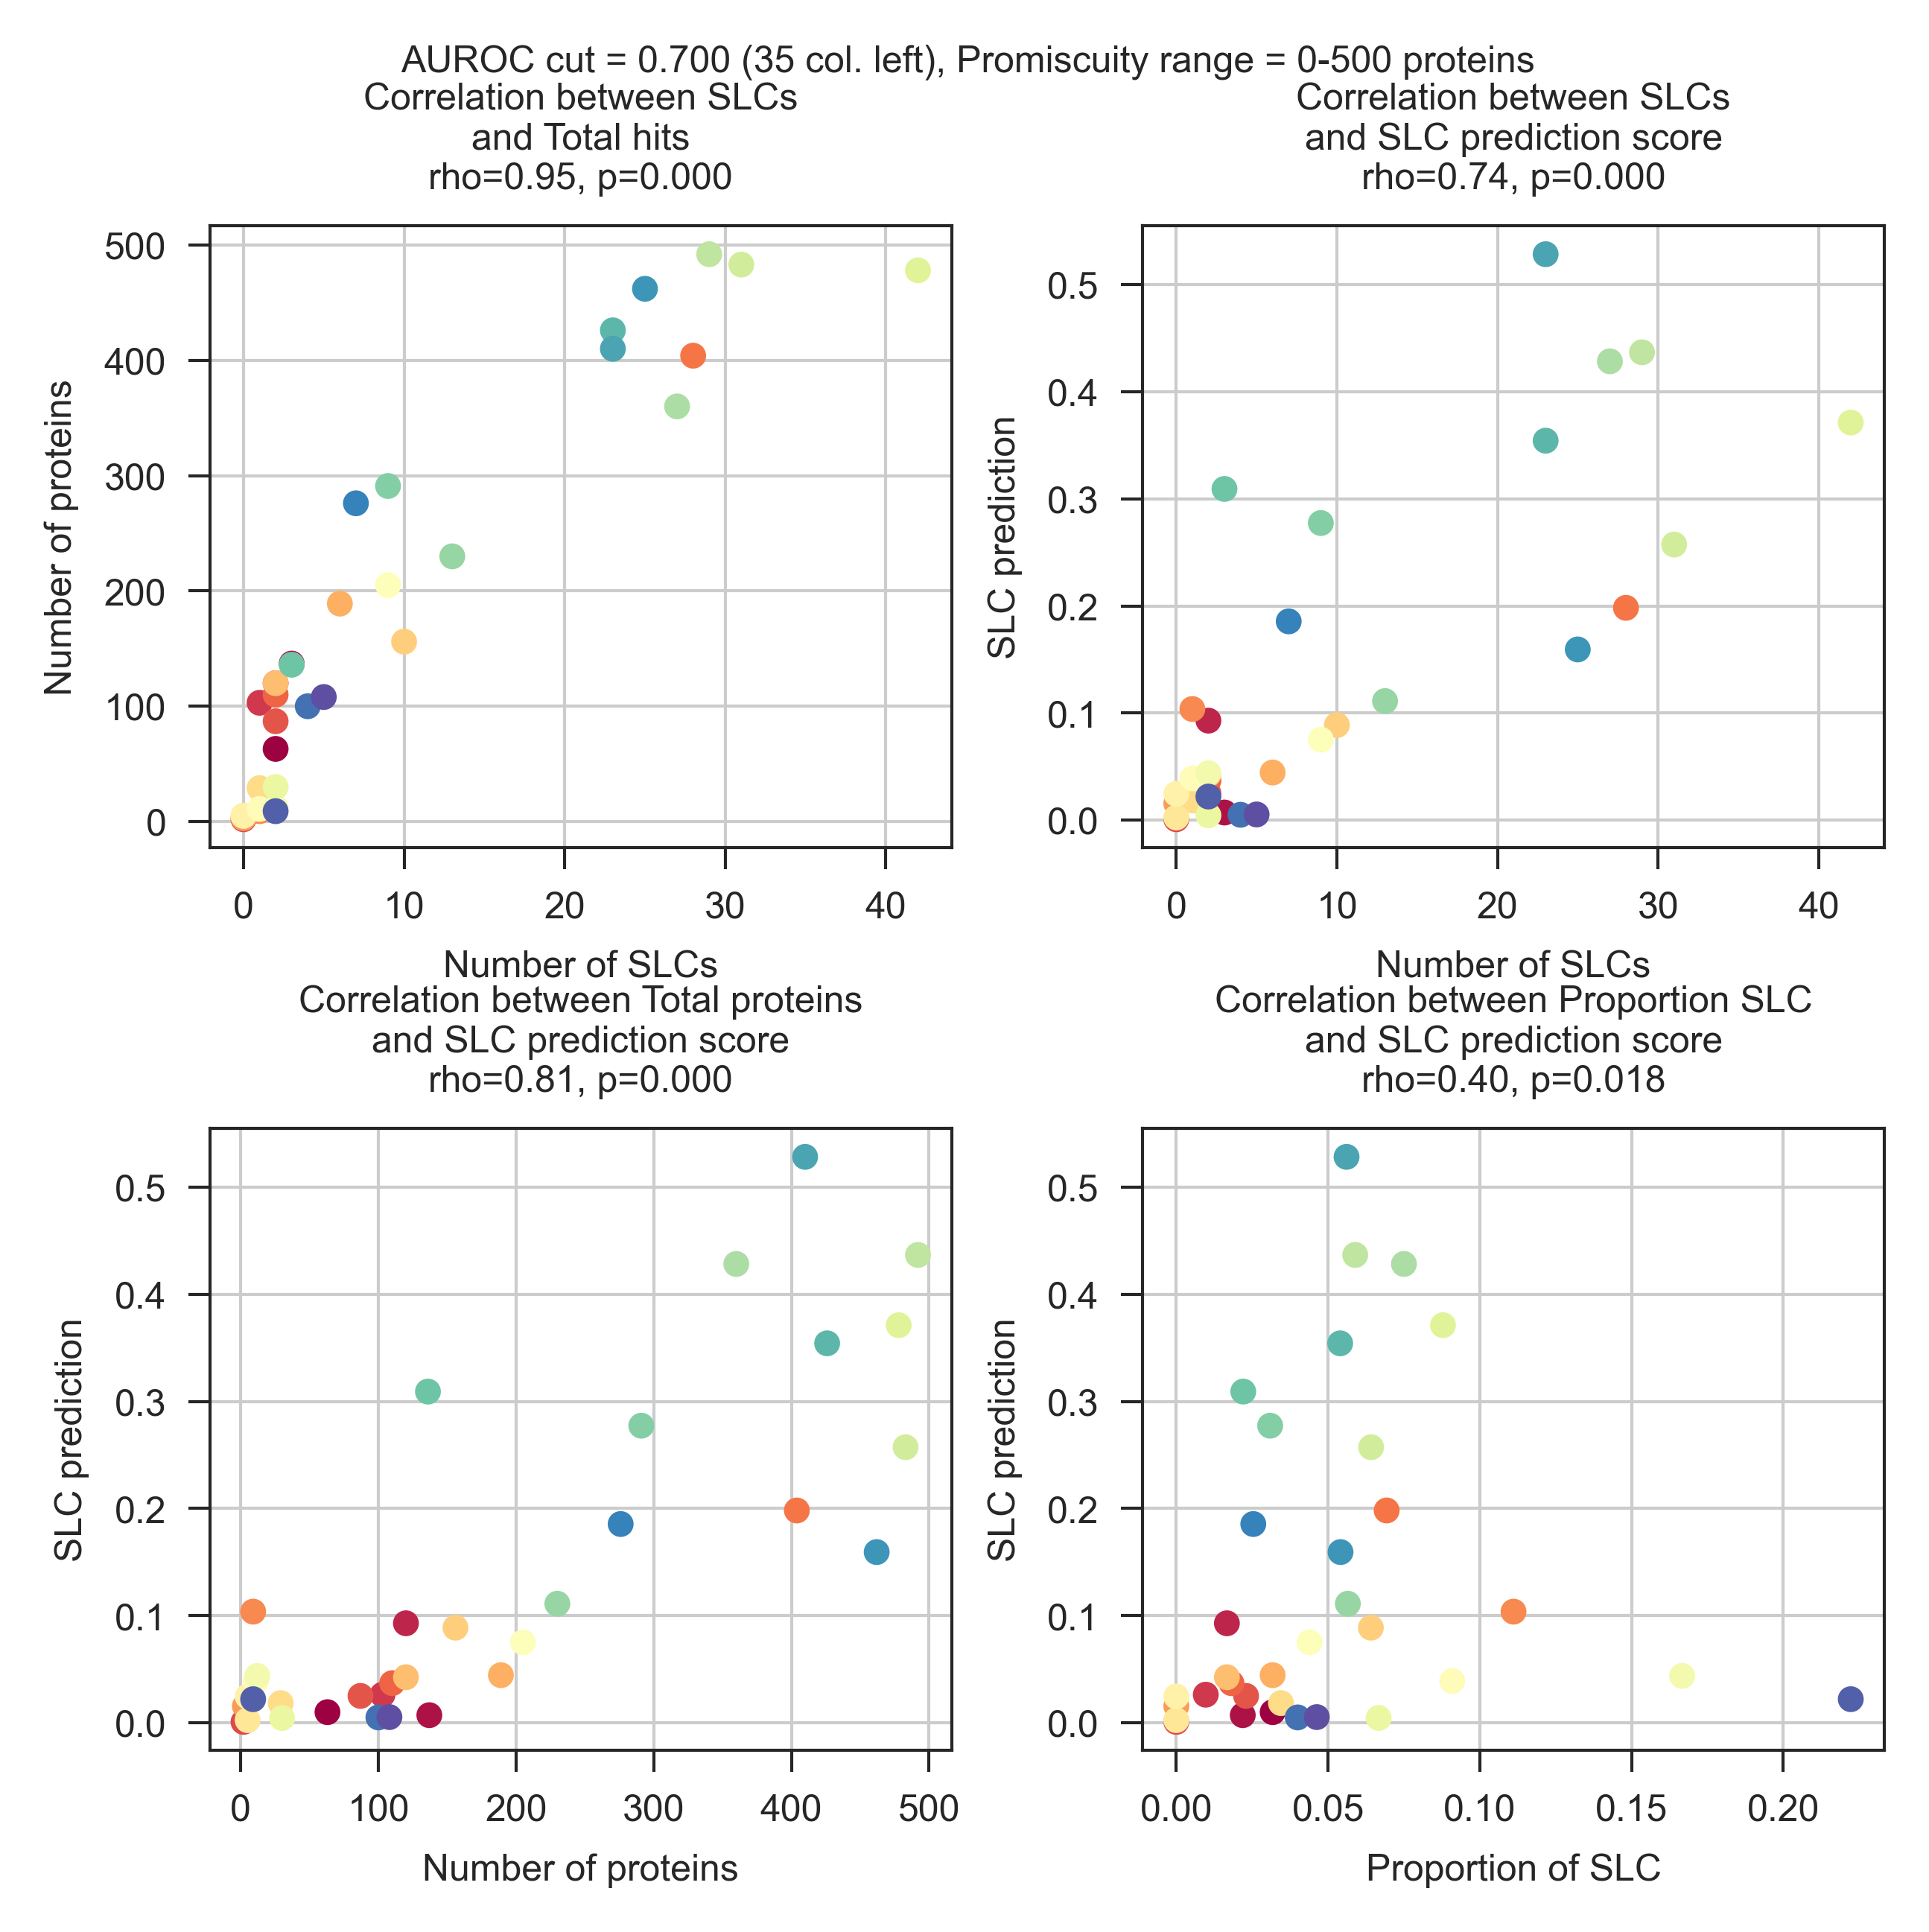 AUROC cut = 0.700 (35 col. left), Promiscuity range = 0-500 proteins
Correlation between SLCs
and Total hits
rho=0.95, p=0.000
500
400
300
200
100
0
Number of proteins
0 10 20 30 40
Number of SLCs
Correlation between SLCs
and SLC prediction score
rho=0.74, p=0.000
0.5
0.4
0.3
0.2
0.1
0.0
SLC prediction
0 10 20 30 40
Number of SLCs
Correlation between Total proteins
and SLC prediction score
rho=0.81, p=0.000
0.5
0.4
0.3
0.2
0.1
0.0
SLC prediction
0 100 200 300 400 500
Number of proteins
Correlation between Proportion SLC
and SLC prediction score
rho=0.40, p=0.018
0.5
0.4
0.3
0.2
0.1
0.0
SLC prediction
0.00 0.05 0.10 0.15 0.20
Proportion of SLC